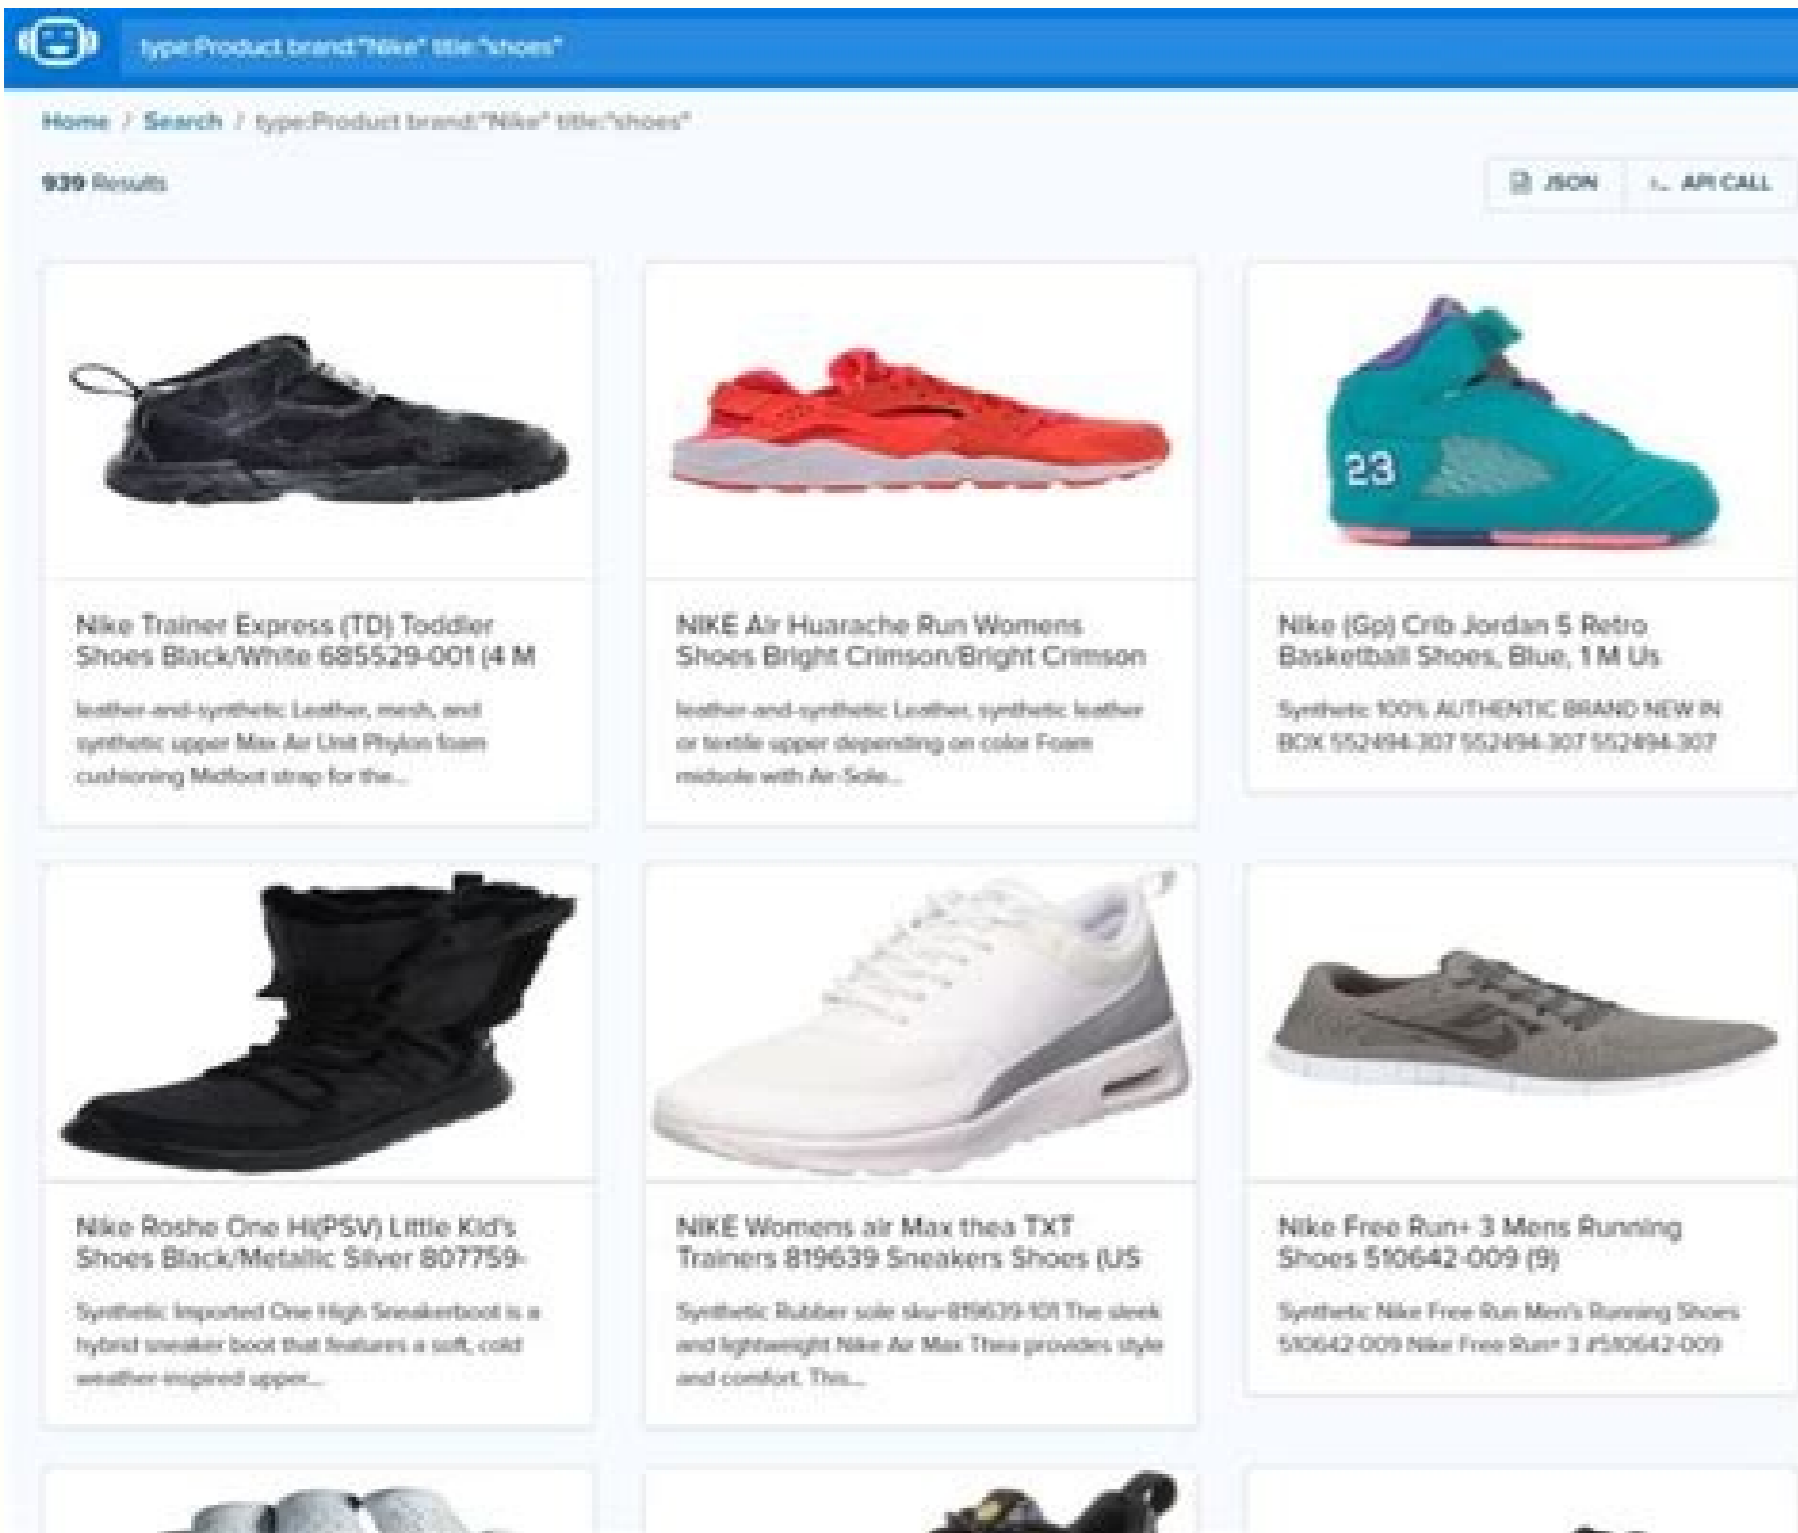 type:Product brand:"Nike" title:"shoes"
Home / Search / type:Product brand:"Nike" title:"shoes"
939 Results
JSON
API CALL
23
Nike Trainer Express (TD) Toddler
Shoes Black/White 685529-001 (4 M
leather-and-synthetic Leather, mesh, and
synthetic upper Max Air Unit Phylon foam
cushioning Midfoot strap for the...
NIKE Air Huarache Run Womens
Shoes Bright Crimson/Bright Crimson
leather-and-synthetic Leather, synthetic leather
or textile upper depending on color Foam
midsole with Air-Sole...
Nike (Gp) Crib Jordan 5 Retro
Basketball Shoes, Blue, 1 M Us
Synthetic 100% AUTHENTIC BRAND NEW IN
BOX 552494-307 552494-307 552494-307
Nike Roshe One Hi(PSV) Little Kid's
Shoes Black/Metallic Silver 807759-
Synthetic Imported One High Sneakerboot is a
hybrid sneaker boot that features a soft, cold
weather-inspired upper...
NIKE Womens air Max thea TXT
Trainers 819639 Sneakers Shoes (US
Synthetic Rubber sole sku=819639-101 The sleek
and lightweight Nike Air Max Thea provides style
and comfort. This...
Nike Free Run+ 3 Mens Running
Shoes 510642-009 (9)
Synthetic Nike Free Run Men's Running Shoes
510642-009 Nike Free Run+ 3 #510642-009